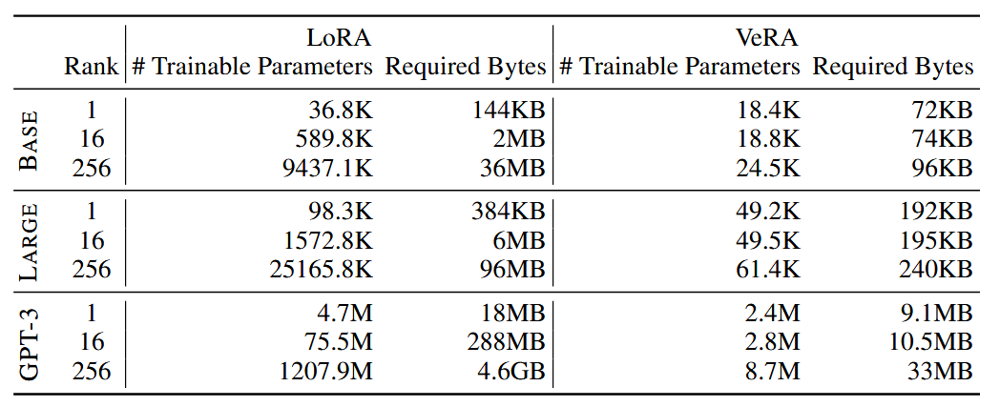 LoRA VeRA
Rank # Trainable Parameters Required Bytes # Trainable Parameters Required Bytes
BASE
1 36.8K 144KB 18.4K 72KB
16 589.8K 2MB 18.8K 74KB
256 9437.1K 36MB 24.5K 96KB
LARGE
1 98.3K 384KB 49.2K 192KB
16 1572.8K 6MB 49.5K 195KB
256 25165.8K 96MB 61.4K 240KB
GPT-3
1 4.7M 18MB 2.4M 9.1MB
16 75.5M 288MB 2.8M 10.5MB
256 1207.9M 4.6GB 8.7M 33MB